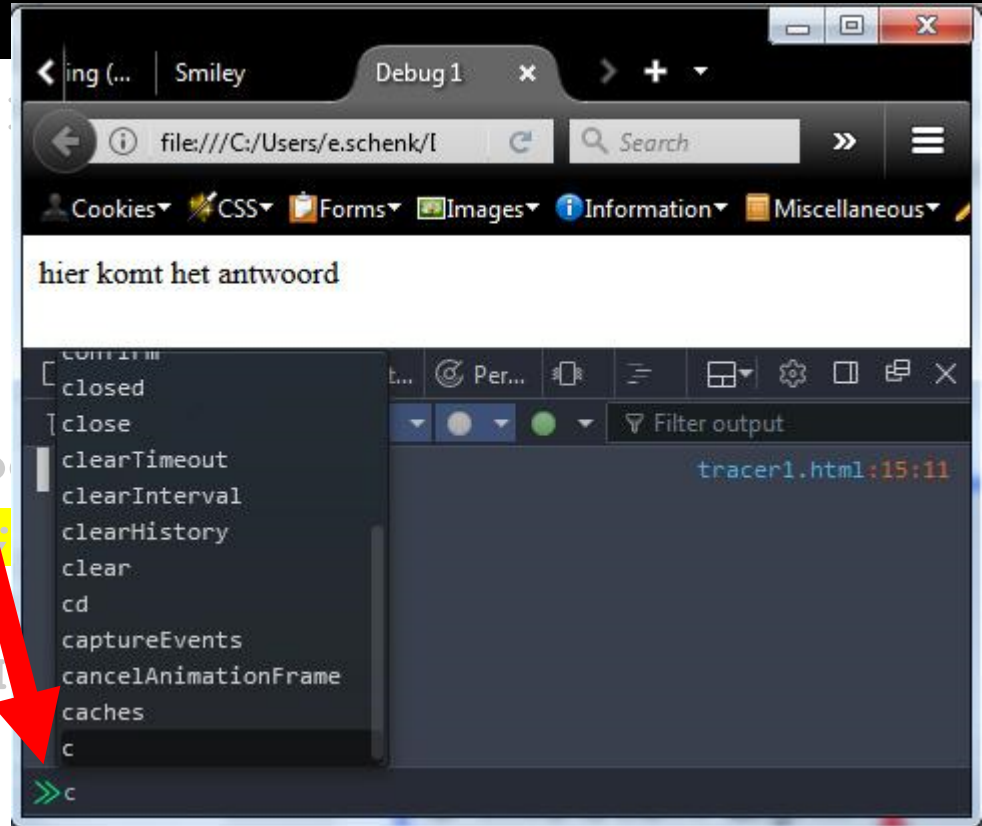 ing (... Smiley Debug 1
file:///C:/Users/e.schenk/ Search
Cookies CSS Forms Images Information Miscellaneous
hier komt het antwoord
confirm
t... Per...
closed
close
Filter output
clearTimeout
tracer1.html:15:11
clearInterval
clearHistory
clear
cd
captureEvents
cancelAnimationFrame
caches
c
c